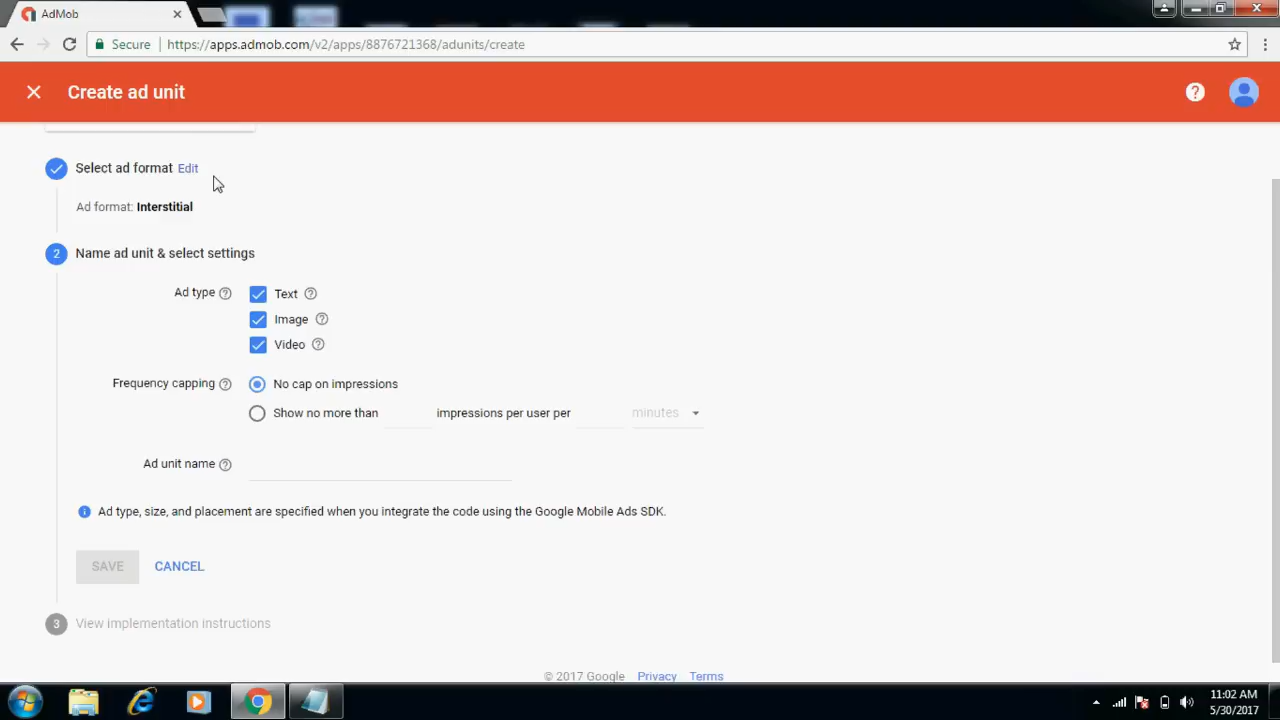 AdMob
Secure https://apps.admob.com/v2/apps/8876721368/adunits/create
Create ad unit
Select ad format Edit
Ad format: Interstitial
2 Name ad unit & select settings
Ad type
Text
Image
Video
Frequency capping
No cap on impressions
Show no more than impressions per user per minutes
Ad unit name
Ad type, size, and placement are specified when you integrate the code using the Google Mobile Ads SDK.
SAVE CANCEL
3 View implementation instructions
© 2017 Google Privacy Terms
11:02 AM
5/30/2017